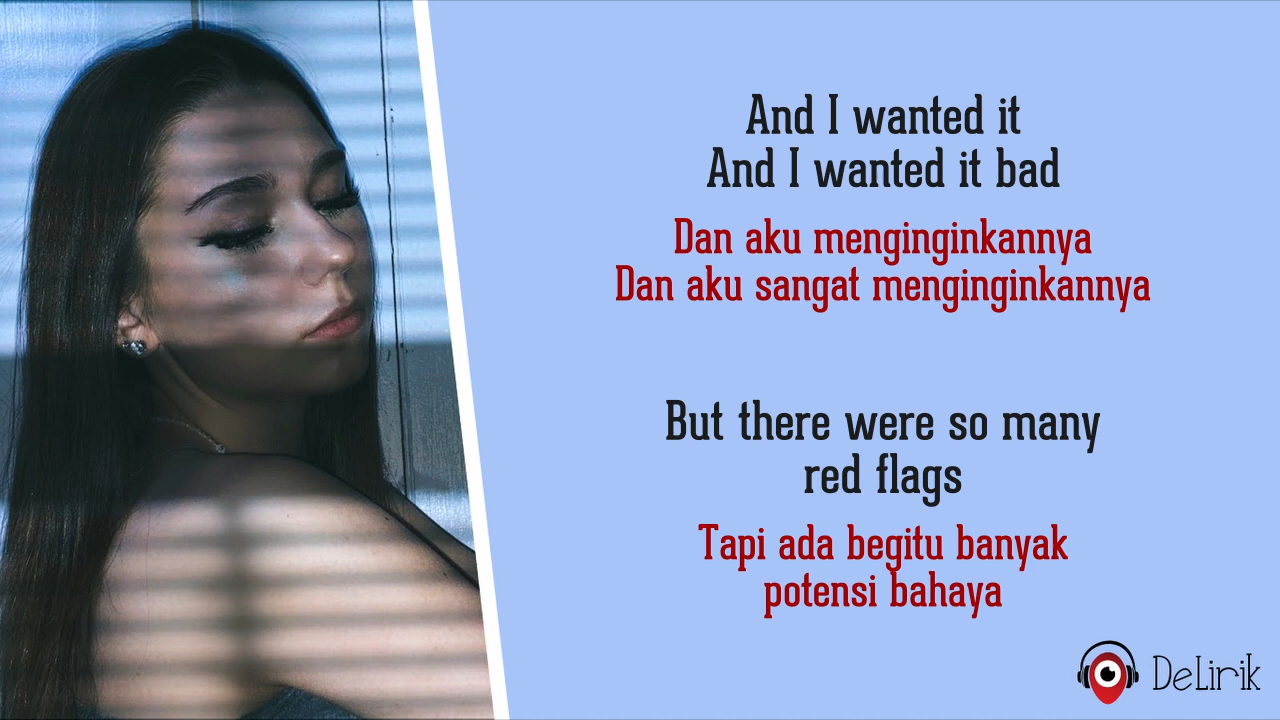 And I wanted it
And I wanted it bad
Dan aku menginginkannya
Dan aku sangat menginginkannya
But there were so many
red flags
Tapi ada begitu banyak
potensi bahaya
DeLirik